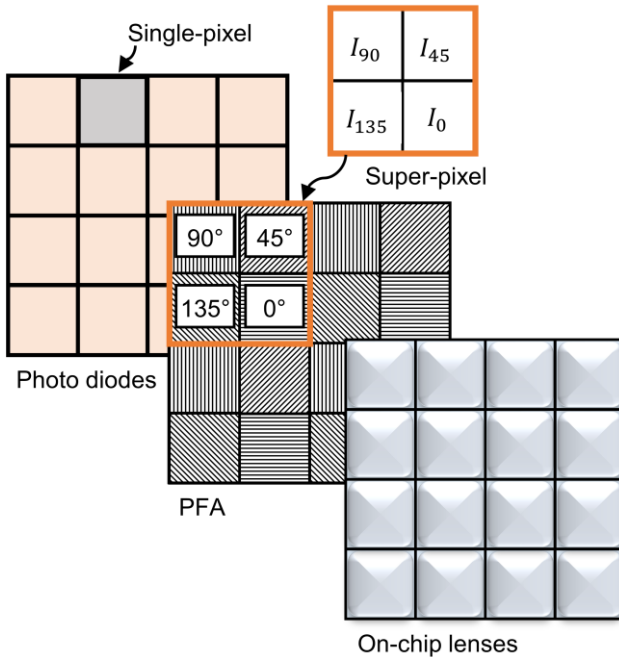 Single-pixel
I₉₀ I₄₅
I₁₃₅ I₀
Super-pixel
90° 45°
135° 0°
Photo diodes
PFA
On-chip lenses